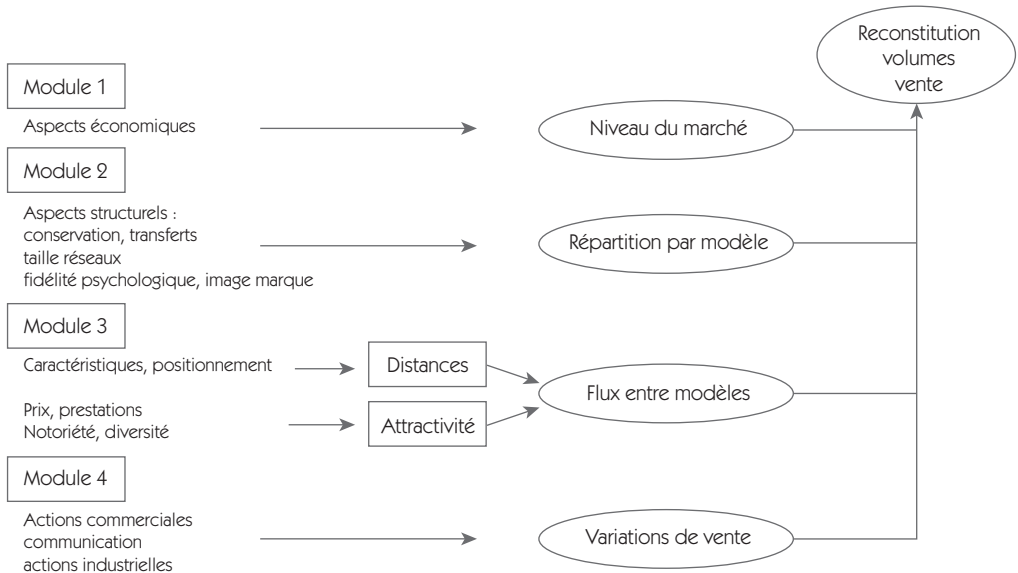 Reconstitution
volumes
vente
Module 1
Aspects économiques
Niveau du marché
Module 2
Aspects structurels :
conservation, transferts
taille réseaux
fidélité psychologique, image marque
Répartition par modèle
Module 3
Caractéristiques, positionnement
Distances
Prix, prestations
Notoriété, diversité
Attractivité
Flux entre modèles
Module 4
Actions commerciales
communication
actions industrielles
Variations de vente